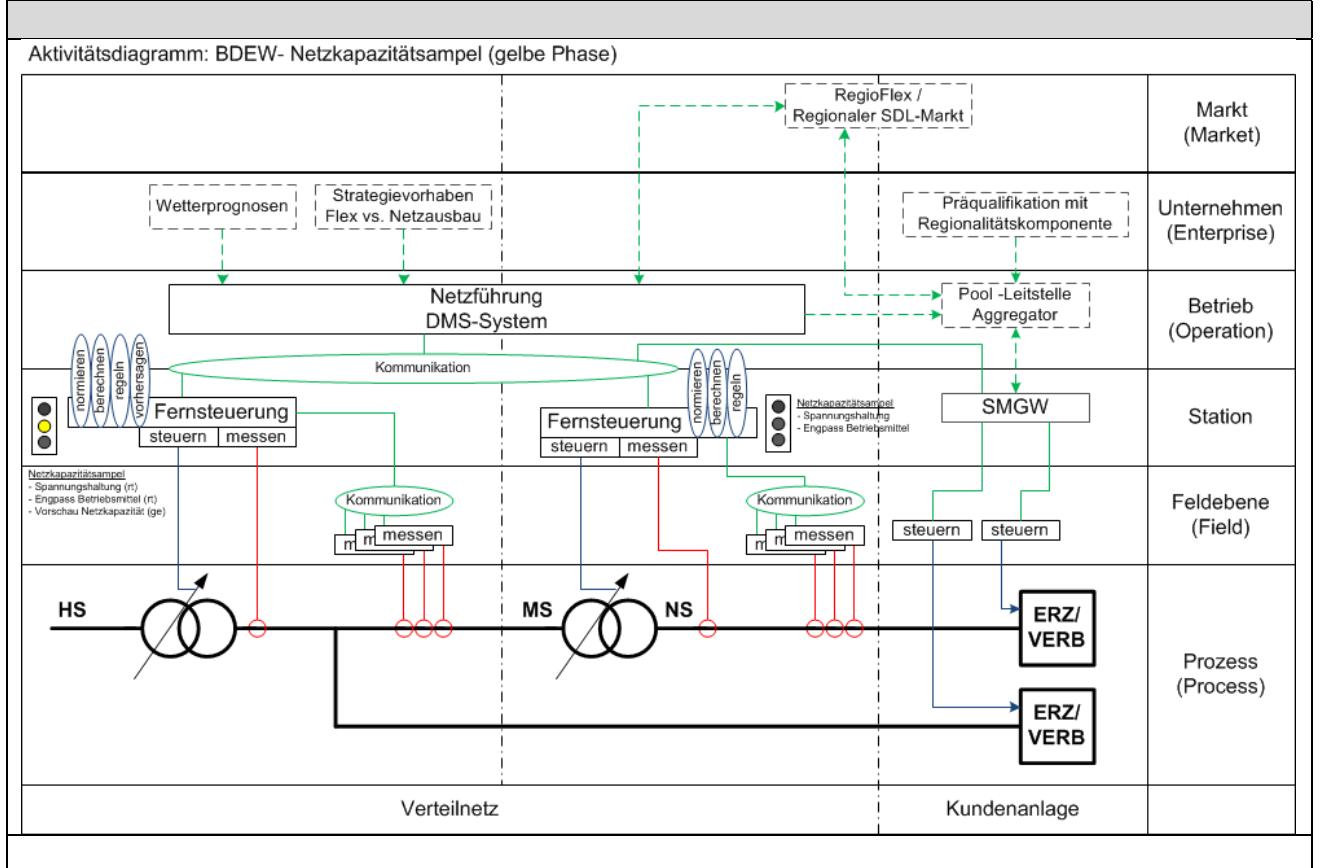 Aktivitätsdiagramm: BDEW- Netzkapazitätsampel (gelbe Phase)
RegioFlex /
Regionaler SDL-Markt
Markt
(Market)
Wetterprognosen
Strategievorhaben
Flex vs. Netzausbau
Präqualifikation mit
Regionalitätskomponente
Unternehmen
(Enterprise)
Netzführung
DMS-System
Pool -Leitstelle
Aggregator
Betrieb
(Operation)
Kommunikation
normieren
berechnen
regeln
vorhersagen
Fernsteuerung
steuern
messen
normieren
berechnen
regeln
Fernsteuerung
steuern
messen
Netzkapazitätsampel
- Spannungshaltung
- Engpass Betriebsmittel
SMGW
Station
Netzkapazitätsampel
- Spannungshaltung (rt)
- Engpass Betriebsmittel (rt)
- Vorschau Netzkapazität (ge)
Kommunikation
m
m
messen
Kommunikation
m
m
messen
steuern
steuern
Feldebene
(Field)
HS
MS
NS
ERZ/
VERB
ERZ/
VERB
Prozess
(Process)
Verteilnetz
Kundenanlage